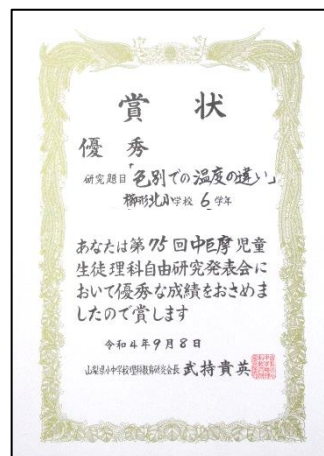 賞状
優秀
研究題目「色別での温度の違い」
櫛形北小学校 6学年
あなたは第75回中巨摩児童
生徒理科自由研究発表会に
おいて優秀な成績をおさめま
したので賞します
令和4年9月8日
山梨県小中学校理科教育研究会長 武持貴英